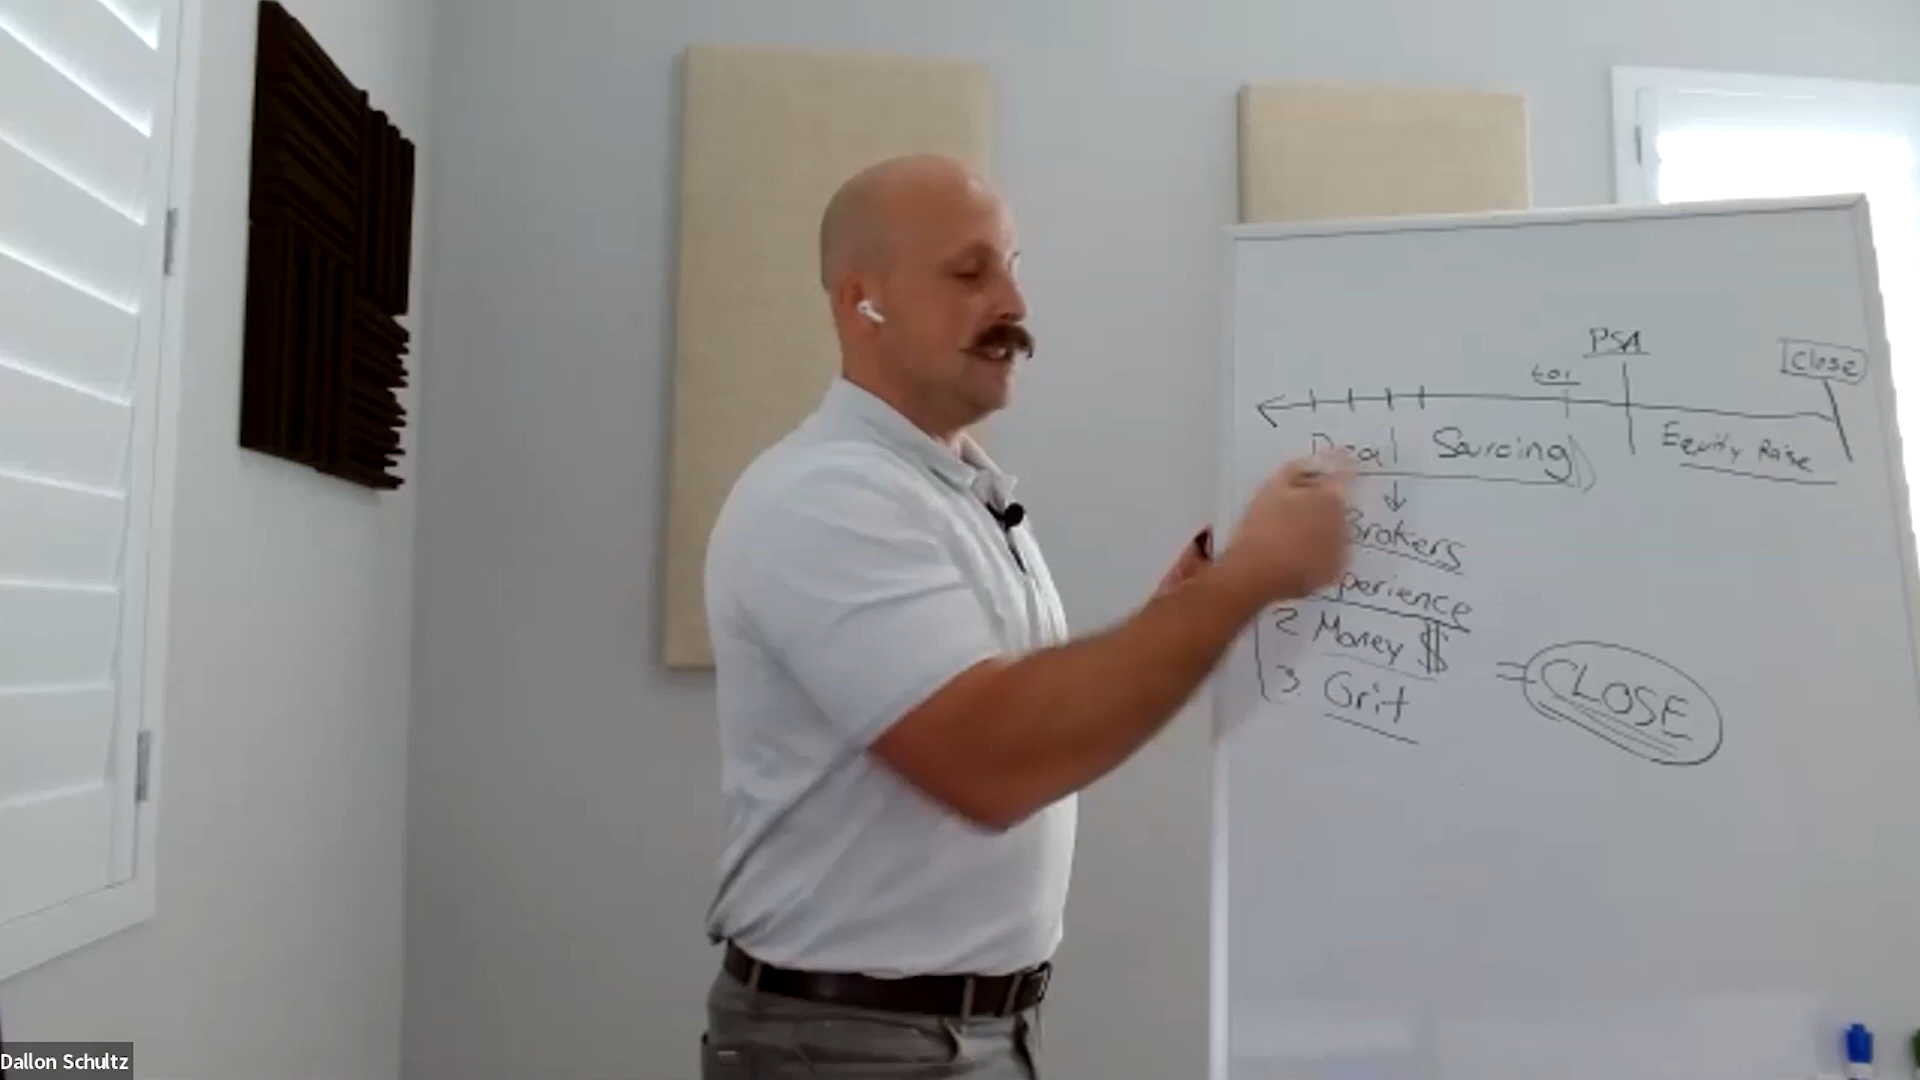 PSA
Close
LOI
Deal Sourcing
Equity Raise
Brokers
perience
2 Money $
3. Grit
CLOSE
Dallon Schultz